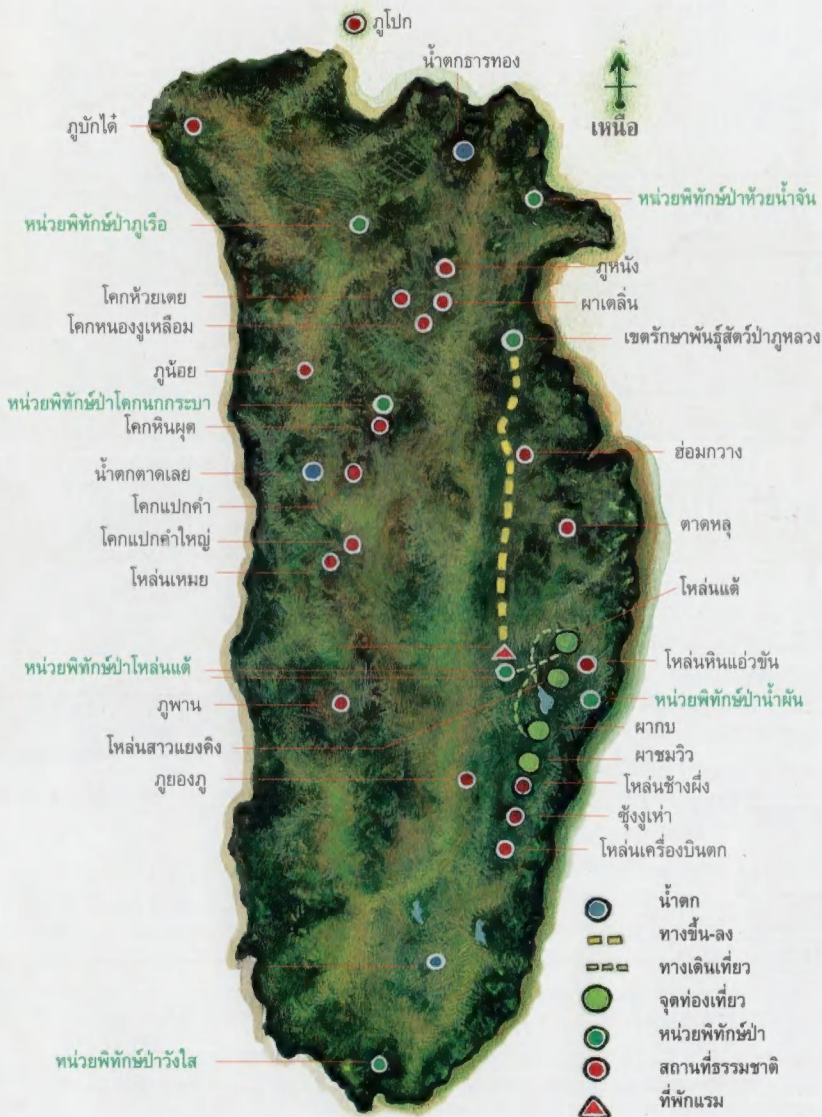 ภูโปก
น้ำตกธารทอง
เหนือ
ภูบักได๋
หน่วยพิทักษ์ป่าห้วยน้ำจัน
หน่วยพิทักษ์ป่าภูเรือ
ภูหนัง
โคกห้วยเตย
ผาเตลิ่น
โคกหนองงูเหลือม
เขตรักษาพันธุ์สัตว์ป่าภูหลวง
ภูน้อย
หน่วยพิทักษ์ป่าโคกนกกระบา
โคกหินผุต
ฮ่อมกวาง
น้ำตกตาดเลย
โคกแปกคำ
ตาดหลุ
โคกแปกคำใหญ่
โหล่นเหมย
โหล่นแต้
หน่วยพิทักษ์ป่าโหล่นแต้
โหล่นหินแอ่วขัน
หน่วยพิทักษ์ป่าน้ำผัน
ภูพาน
ผากบ
โหล่นสาวแยงคิง
ผาชมวิว
ภูยองภู
โหล่นช้างผึ่ง
ซุ้งงูเห่า
โหล่นเครื่องบินตก
น้ำตก
ทางขึ้น-ลง
ทางเดินเที่ยว
จุดท่องเที่ยว
หน่วยพิทักษ์ป่า
หน่วยพิทักษ์ป่าวังใส
สถานที่ธรรมชาติ
ที่พักแรม